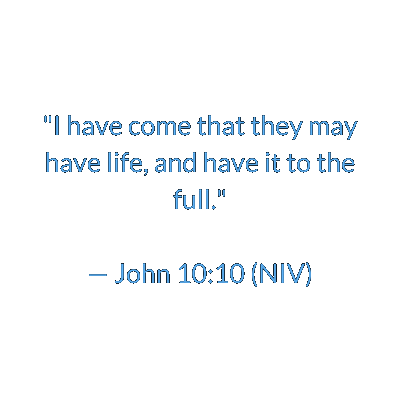 "I have come that they may
have life, and have it to the
full."
— John 10:10 (NIV)